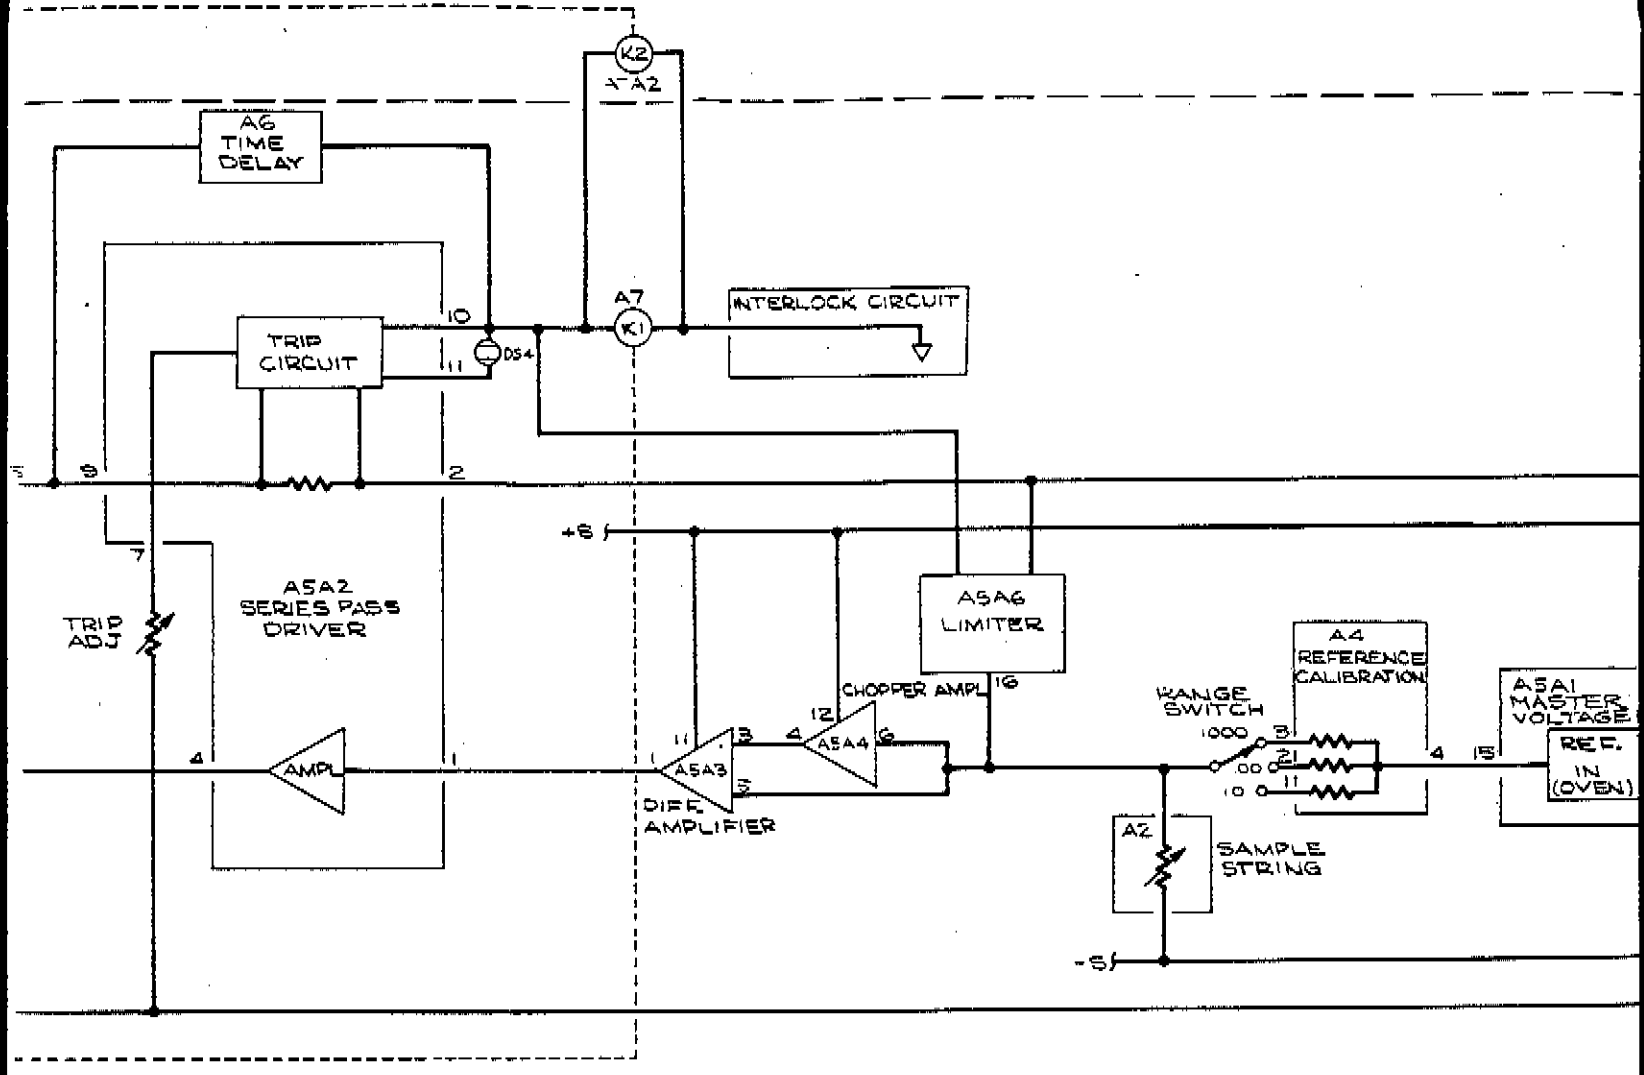 K2
A7A2
A6
TIME
DELAY
A7
K1
INTERLOCK CIRCUIT
10
TRIP
CIRCUIT
11
DS4
9
2
+S
7
A5A2
SERIES PASS
DRIVER
TRIP
ADJ
A5A6
LIMITER
CHOPPER AMPL
16
A4
REFERENCE
CALIBRATION
RANGE
SWITCH
1000
3
100
2
10
11
4
15
A5A1
MASTER
VOLTAGE
REF.
IN
(OVEN)
12
11
3
4
A5A4
6
4
AMPL
1
1
A5A3
5
DIFF.
AMPLIFIER
A2
SAMPLE
STRING
-S